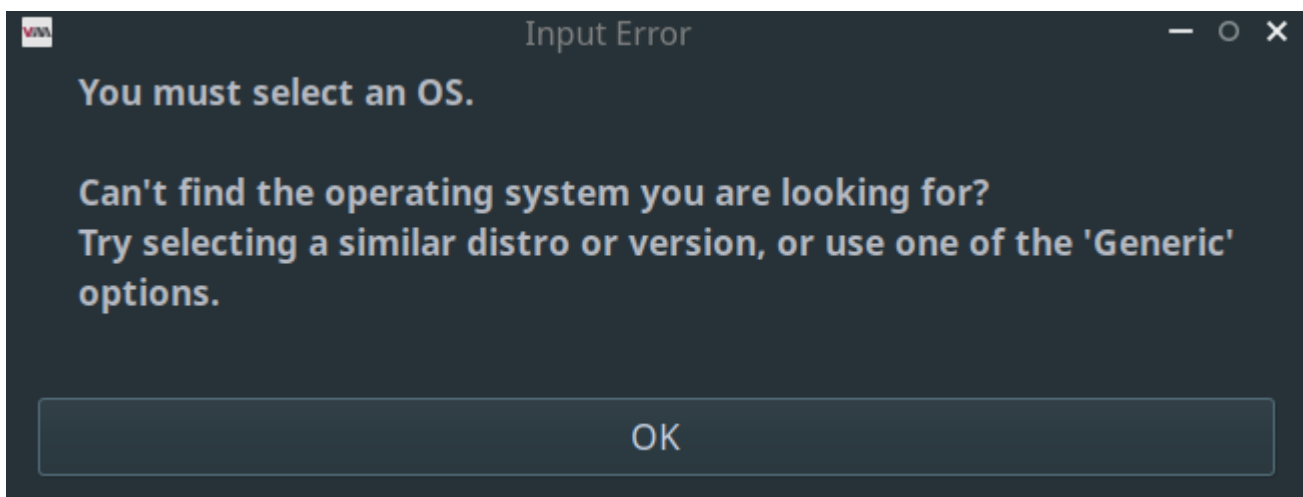 Input Error
You must select an OS.
Can't find the operating system you are looking for?
Try selecting a similar distro or version, or use one of the 'Generic'
options.
OK